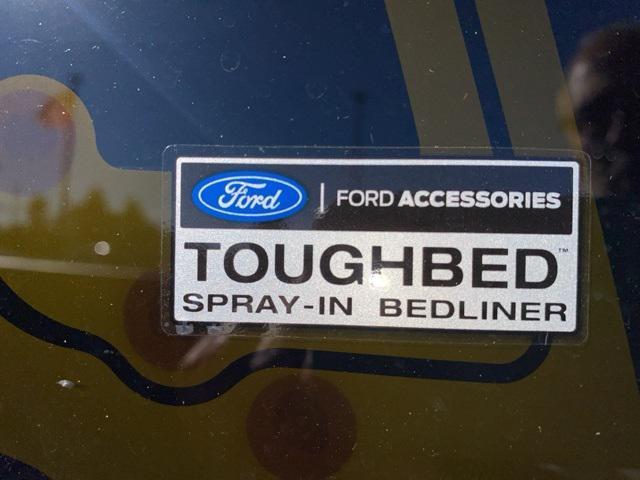 Ford | FORD ACCESSORIES
TOUGHBED™
SPRAY-IN BEDLINER